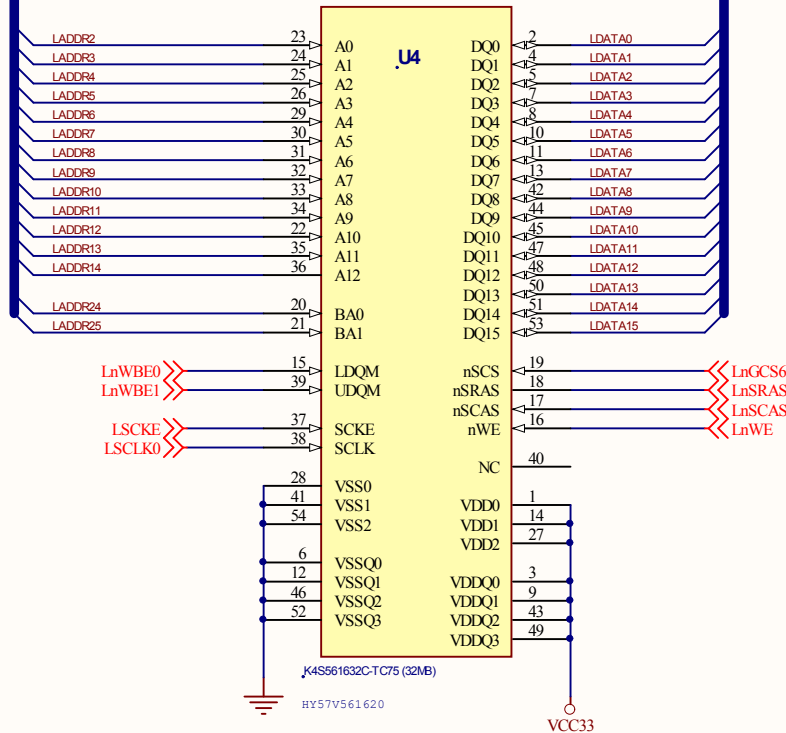 U4
LADDR2 23 A0 DQ0 2 LDATA0
LADDR3 24 A1 DQ1 4 LDATA1
LADDR4 25 A2 DQ2 5 LDATA2
LADDR5 26 A3 DQ3 7 LDATA3
LADDR6 29 A4 DQ4 8 LDATA4
LADDR7 30 A5 DQ5 10 LDATA5
LADDR8 31 A6 DQ6 11 LDATA6
LADDR9 32 A7 DQ7 13 LDATA7
LADDR10 33 A8 DQ8 42 LDATA8
LADDR11 34 A9 DQ9 44 LDATA9
LADDR12 22 A10 DQ10 45 LDATA10
LADDR13 35 A11 DQ11 47 LDATA11
LADDR14 36 A12 DQ12 48 LDATA12
DQ13 50 LDATA13
LADDR24 20 BA0 DQ14 51 LDATA14
LADDR25 21 BA1 DQ15 53 LDATA15
LnWBE0 15 LDQM nSCS 19 LnGCS6
LnWBE1 39 UDQM nSRAS 18 LnSRAS
nSCAS 17 LnSCAS
LSCKE 37 SCKE nWE 16 LnWE
LSCLK0 38 SCLK
NC 40
28 VSS0
41 VSS1 VDD0 1
54 VSS2 VDD1 14
VDD2 27
6 VSSQ0
12 VSSQ1 VDDQ0 3
46 VSSQ2 VDDQ1 9
52 VSSQ3 VDDQ2 43
VDDQ3 49
K4S561632C-TC75 (32MB)
HY57V561620
VCC33